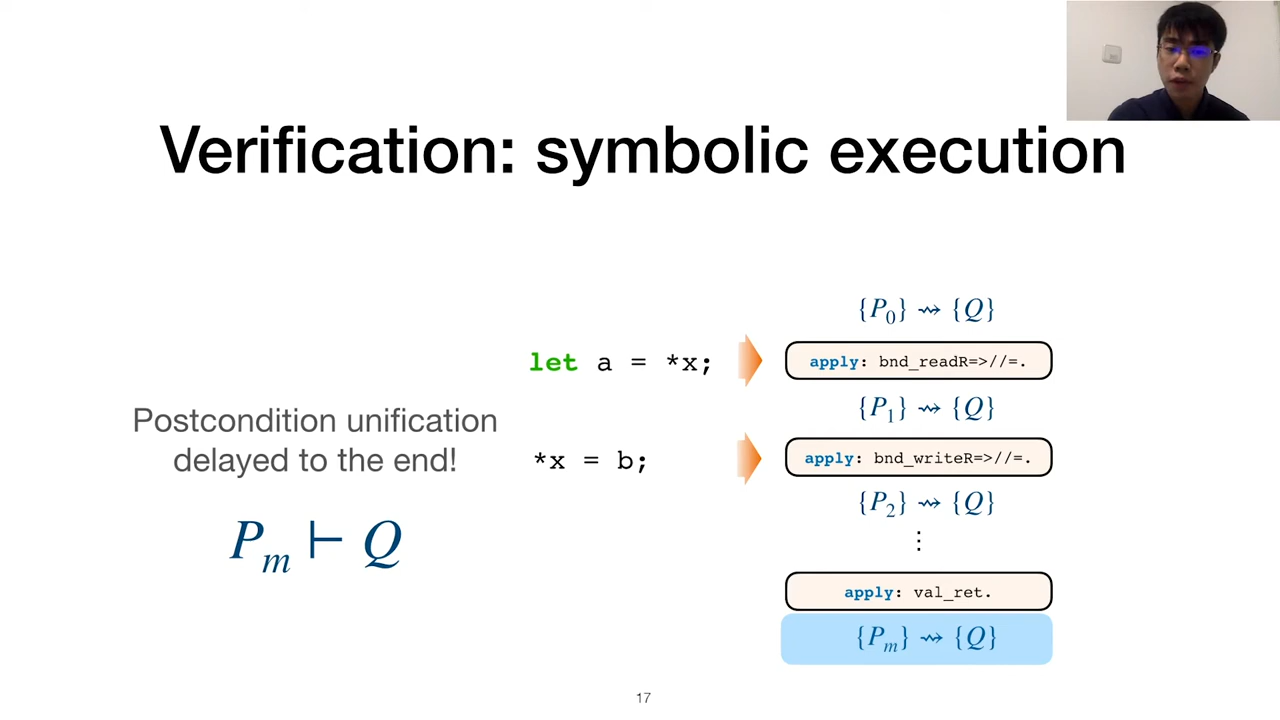 Verification: symbolic execution
{P0} ⇝ {Q}
let a = *x;
apply: bnd_readR=>//=.
{P1} ⇝ {Q}
Postcondition unification
delayed to the end!
*x = b;
apply: bnd_writeR=>//=.
{P2} ⇝ {Q}
⋮
Pm ⊢ Q
apply: val_ret.
{Pm} ⇝ {Q}
17